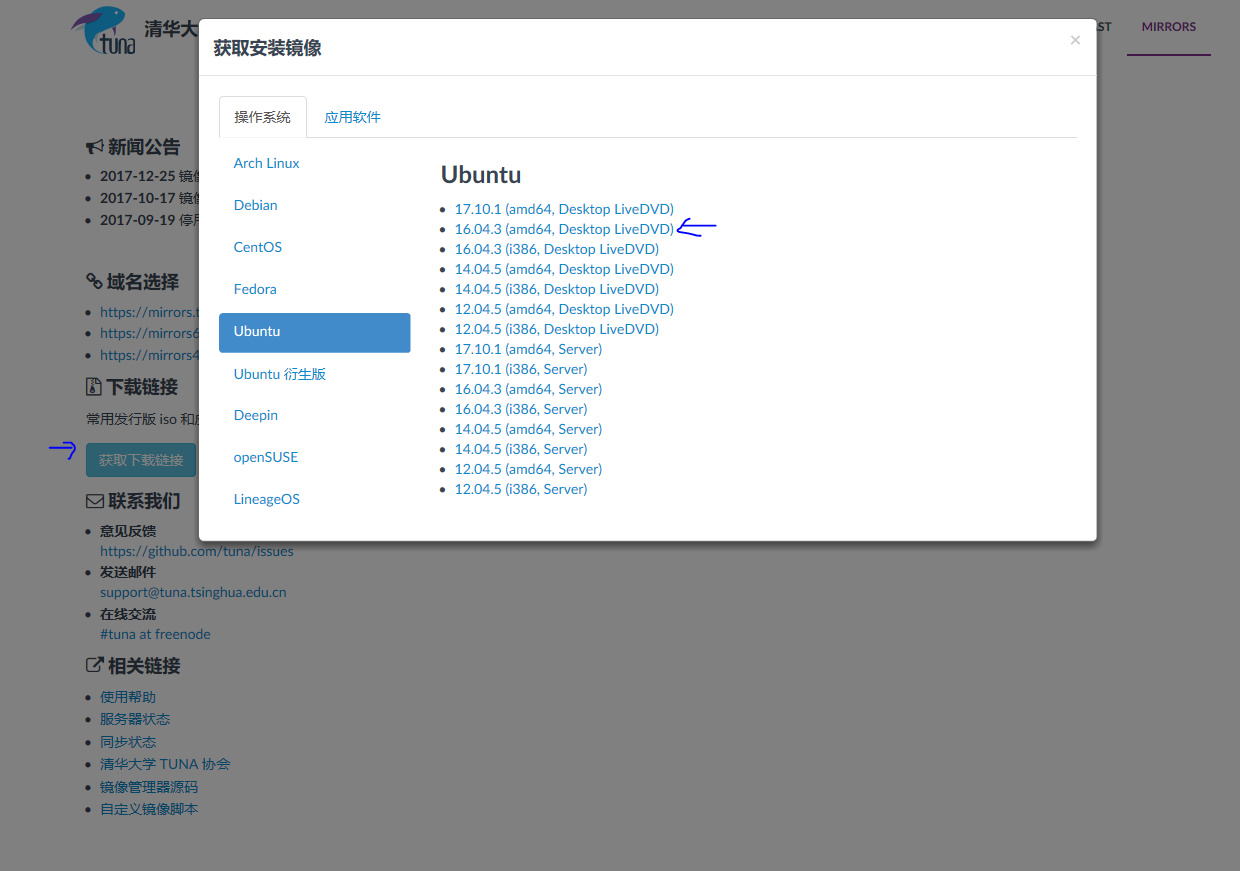 tuna
清华大
ST
MIRRORS
获取安装镜像
×
操作系统
应用软件
Arch Linux
Debian
CentOS
Fedora
Ubuntu
Ubuntu 衍生版
Deepin
openSUSE
LineageOS
Ubuntu
17.10.1 (amd64, Desktop LiveDVD)
16.04.3 (amd64, Desktop LiveDVD)
16.04.3 (i386, Desktop LiveDVD)
14.04.5 (amd64, Desktop LiveDVD)
14.04.5 (i386, Desktop LiveDVD)
12.04.5 (amd64, Desktop LiveDVD)
12.04.5 (i386, Desktop LiveDVD)
17.10.1 (amd64, Server)
17.10.1 (i386, Server)
16.04.3 (amd64, Server)
16.04.3 (i386, Server)
14.04.5 (amd64, Server)
14.04.5 (i386, Server)
12.04.5 (amd64, Server)
12.04.5 (i386, Server)
新闻公告
2017-12-25 镜像
2017-10-17 镜像
2017-09-19 停用
域名选择
https://mirrors.t
https://mirrors6
https://mirrors4
下载链接
常用发行版 iso 和应
获取下载链接
联系我们
意见反馈
https://github.com/tuna/issues
发送邮件
support@tuna.tsinghua.edu.cn
在线交流
#tuna at freenode
相关链接
使用帮助
服务器状态
同步状态
清华大学 TUNA 协会
镜像管理器源码
自定义镜像脚本